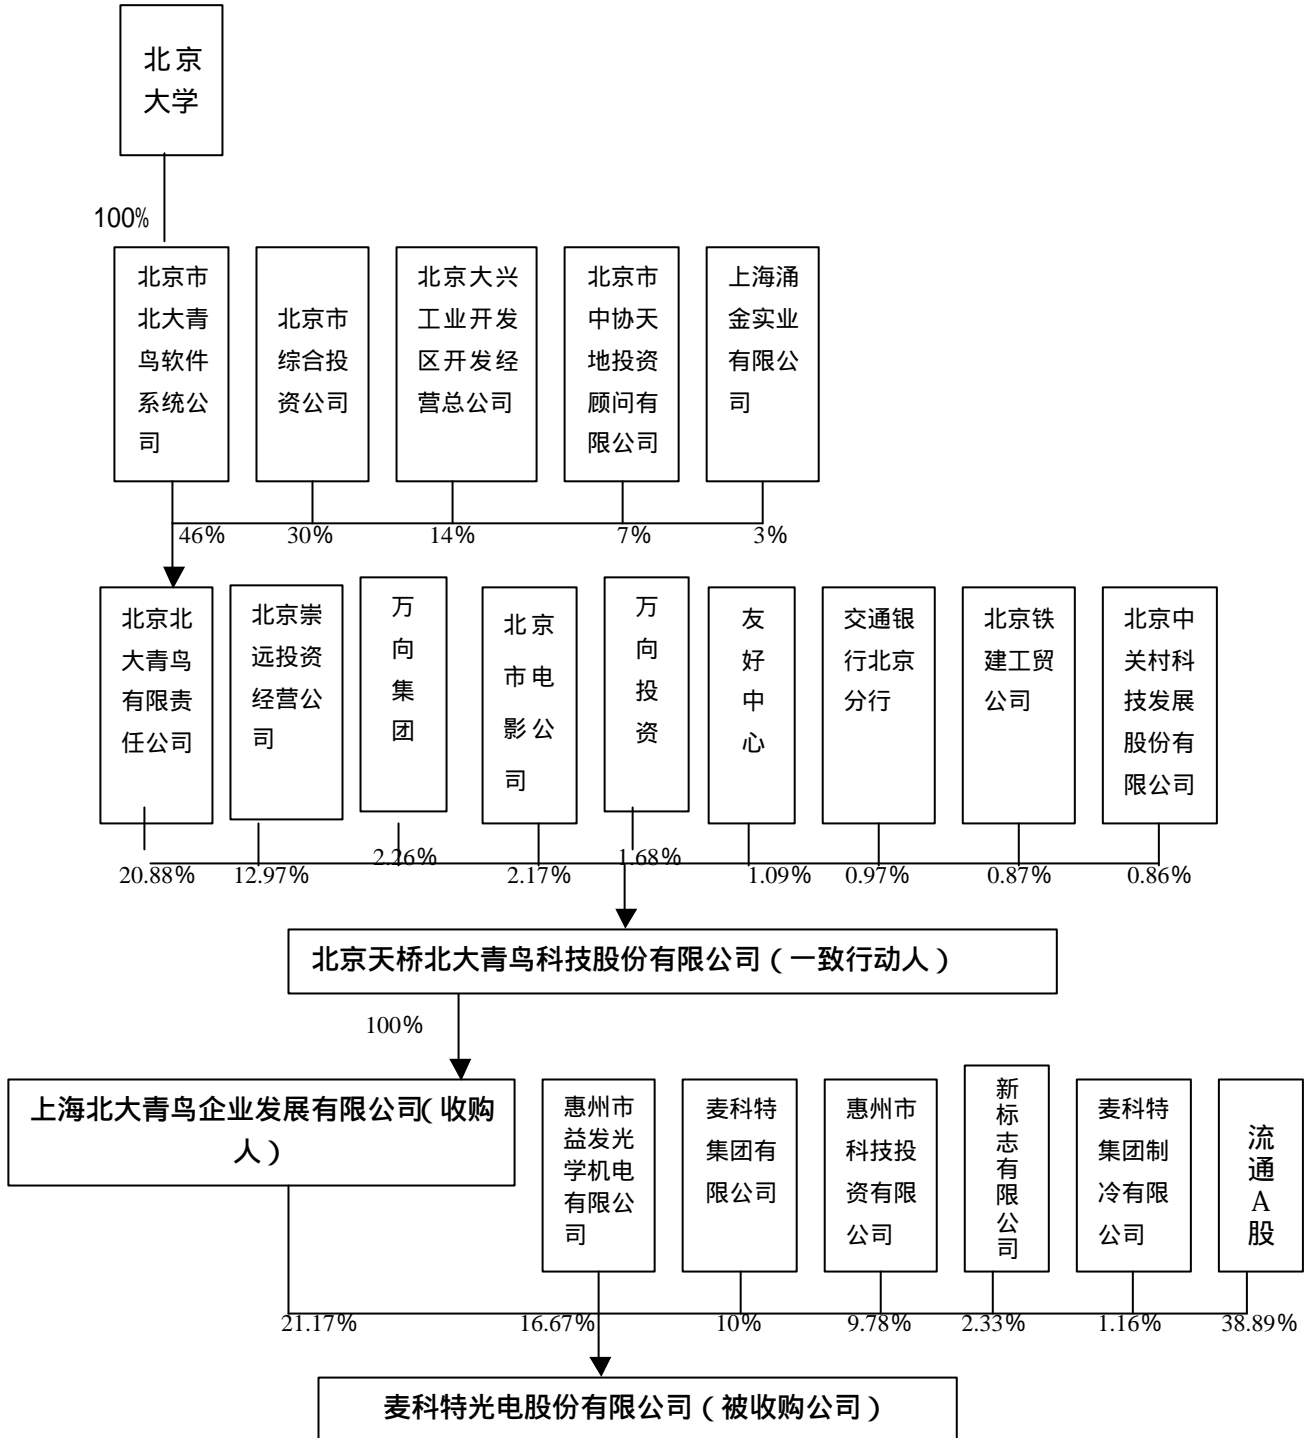 北京
大学
100%
北京市
北大青
鸟软件
系统公
司
北京市
综合投
资公司
北京大兴
工业开发
区开发经
营总公司
北京市
中协天
地投资
顾问有
限公司
上海涌
金实业
有限公
司
46%
30%
14%
7%
3%
北京北
大青鸟
有限责
任公司
北京崇
远投资
经营公
司
万
向
集
团
北京
市电
影公
司
万
向
投
资
友
好
中
心
交通银
行北京
分行
北京铁
建工贸
公司
北京中
关村科
技发展
股份有
限公司
20.88%
12.97%
2.26%
2.17%
1.68%
1.09%
0.97%
0.87%
0.86%
北京天桥北大青鸟科技股份有限公司（一致行动人）
100%
上海北大青鸟企业发展有限公司（收购
人）
惠州市
益发光
学机电
有限公
司
麦科特
集团有
限公司
惠州市
科技投
资有限
公司
新
标
志
有
限
公
司
麦科特
集团制
冷有限
公司
流
通
A
股
21.17%
16.67%
10%
9.78%
2.33%
1.16%
38.89%
麦科特光电股份有限公司（被收购公司）